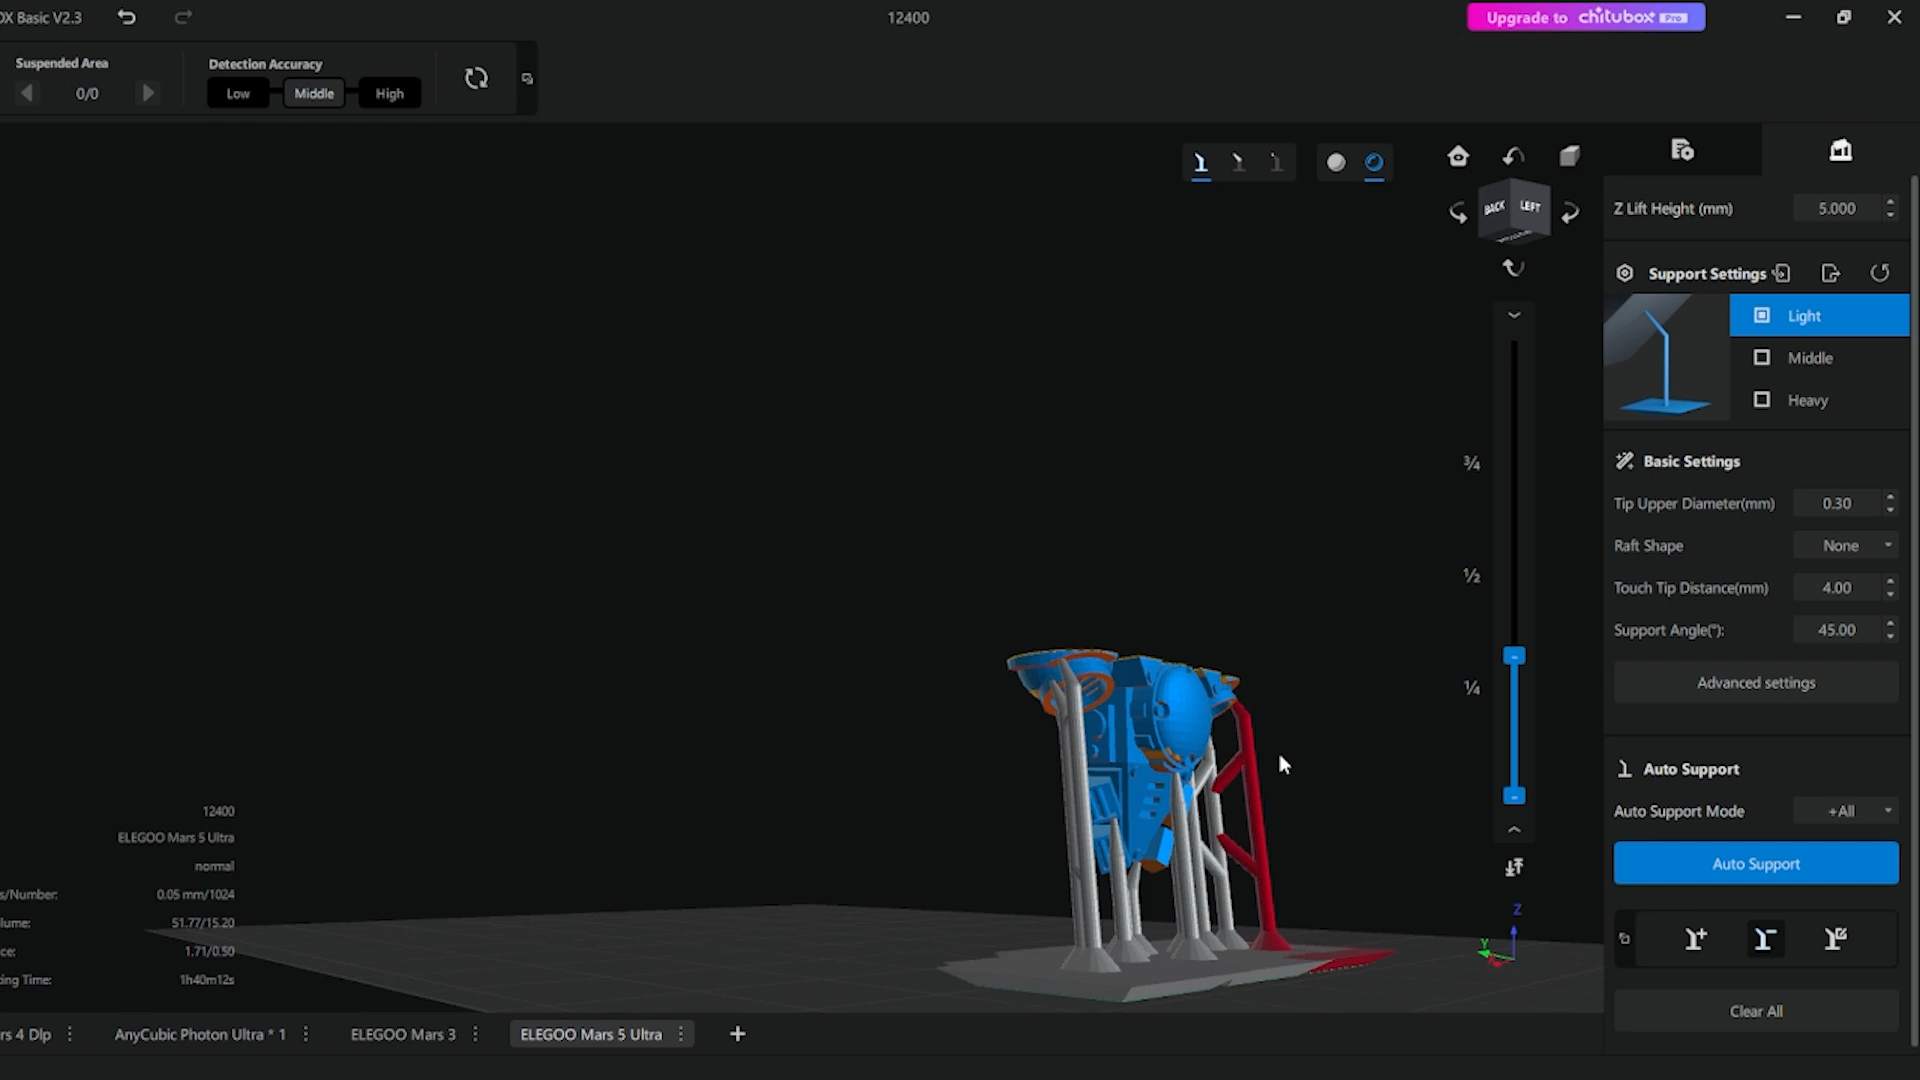 OX Basic V2.3
12400
Upgrade to chitubox Pro
Suspended Area
0/0
Detection Accuracy
Low
Middle
High
BACK
LEFT
Z Lift Height (mm)
5.000
Support Settings
Light
Middle
Heavy
Basic Settings
Tip Upper Diameter(mm)
0.30
Raft Shape
None
Touch Tip Distance(mm)
4.00
Support Angle(°):
45.00
Advanced settings
Auto Support
Auto Support Mode
+All
Auto Support
Clear All
¾
½
¼
Z
Y
12400
ELEGOO Mars 5 Ultra
normal
s/Number:
0.05 mm/1024
lume:
51.77/15.20
ce:
1.71/0.50
ing Time:
1h40m12s
rs 4 Dlp
AnyCubic Photon Ultra * 1
ELEGOO Mars 3
ELEGOO Mars 5 Ultra